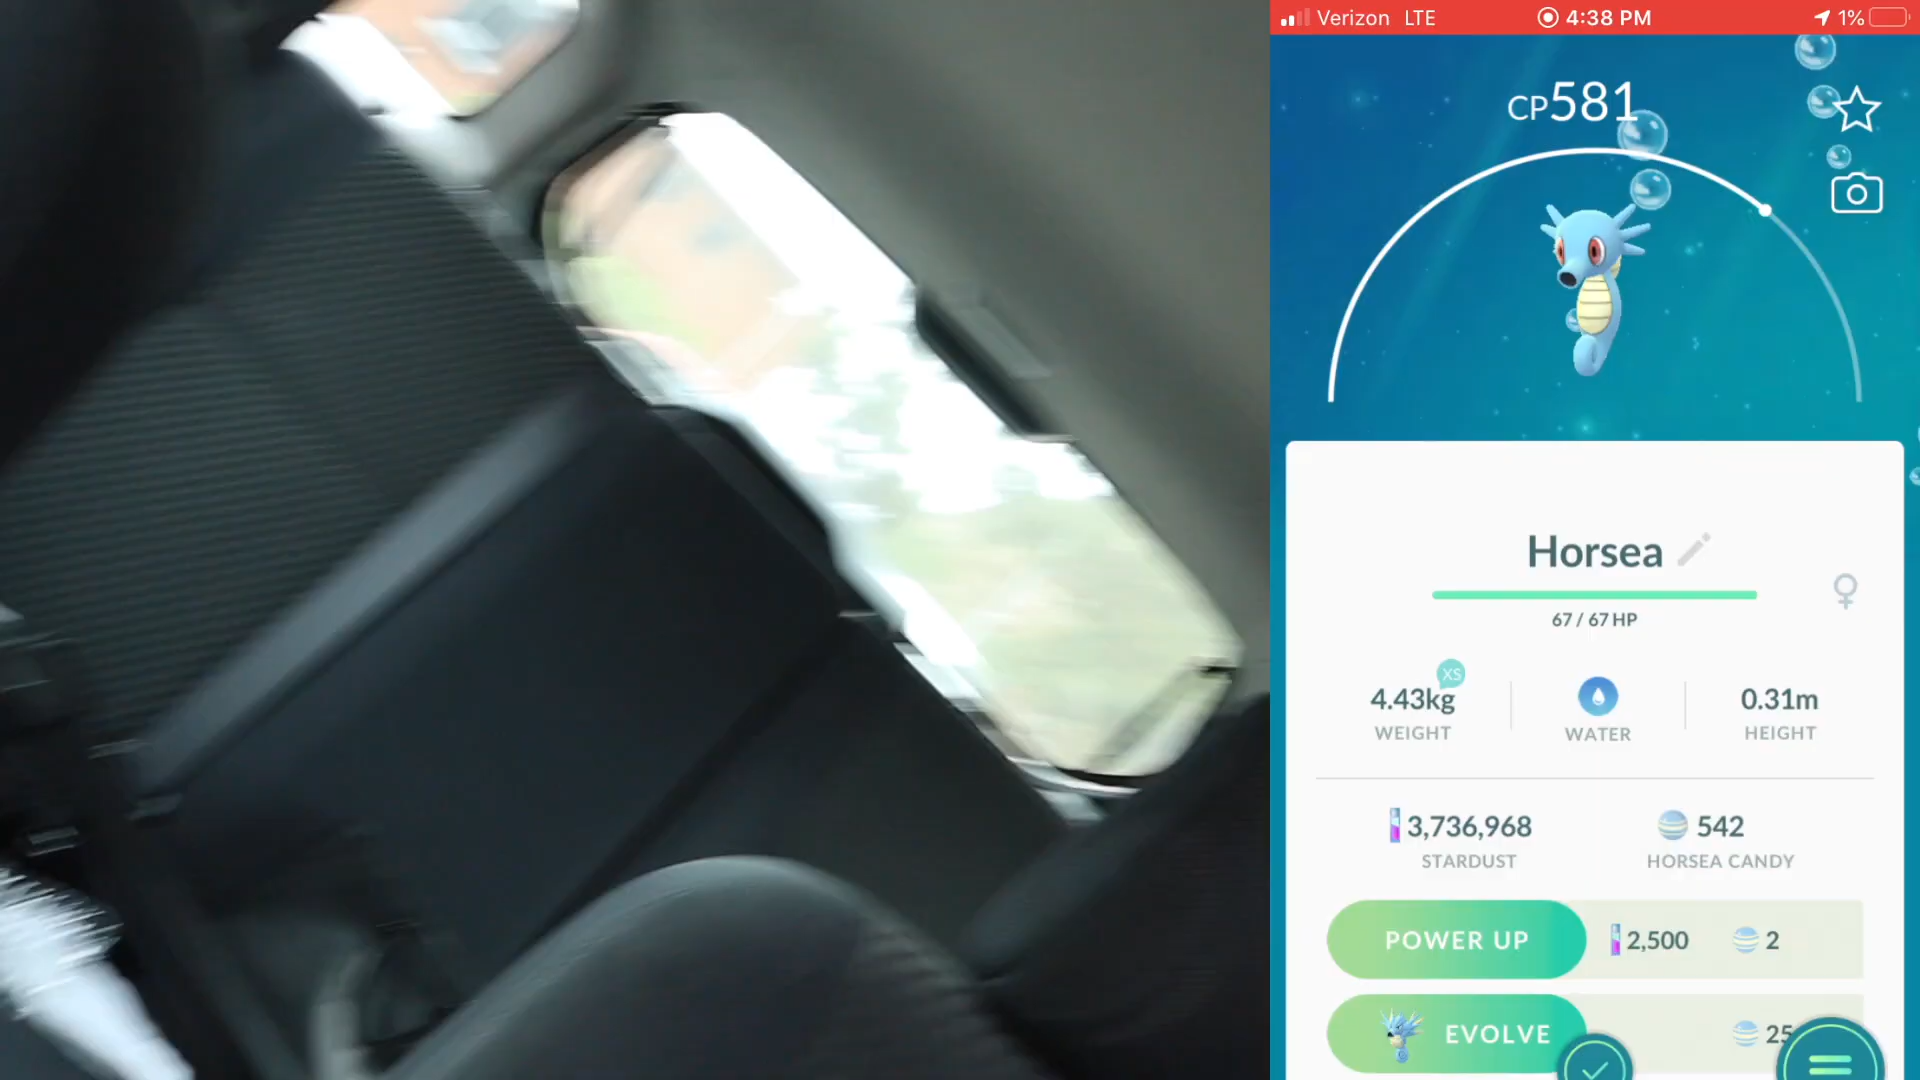 Verizon LTE 4:38 PM 1%
CP581
Horsea
67 / 67 HP
XS
4.43kg 0.31m
WEIGHT WATER HEIGHT
3,736,968 542
STARDUST HORSEA CANDY
POWER UP 2,500 2
EVOLVE 25